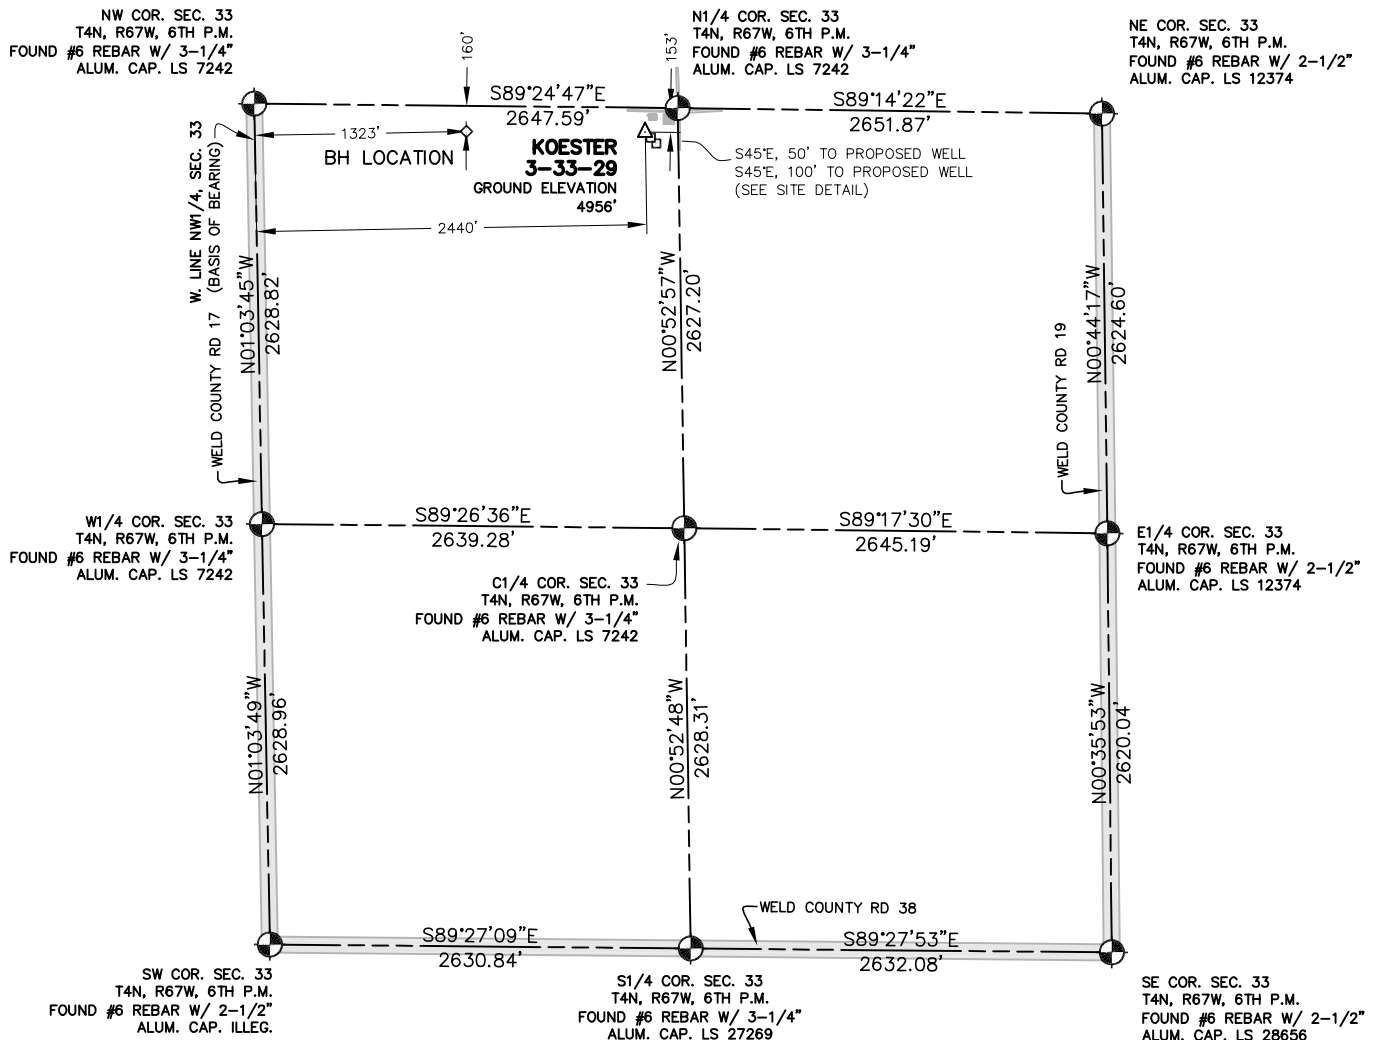 NW COR. SEC. 33
T4N, R67W, 6TH P.M.
FOUND #6 REBAR W/ 3-1/4"
ALUM. CAP. LS 7242
160'
153'
N1/4 COR. SEC. 33
T4N, R67W, 6TH P.M.
FOUND #6 REBAR W/ 3-1/4"
ALUM. CAP. LS 7242
NE COR. SEC. 33
T4N, R67W, 6TH P.M.
FOUND #6 REBAR W/ 2-1/2"
ALUM. CAP. LS 12374
S89°24'47"E
2647.59'
S89°14'22"E
2651.87'
1323'
BH LOCATION
KOESTER
3-33-29
GROUND ELEVATION
4956'
S45°E, 50' TO PROPOSED WELL
S45°E, 100' TO PROPOSED WELL
(SEE SITE DETAIL)
2440'
W. LINE NW1/4, SEC. 33
(BASIS OF BEARING)
WELD COUNTY RD 17
N01°03'45"W
2628.82'
N00°52'57"W
2627.20'
WELD COUNTY RD 19
N00°44'17"W
2624.60'
W1/4 COR. SEC. 33
T4N, R67W, 6TH P.M.
FOUND #6 REBAR W/ 3-1/4"
ALUM. CAP. LS 7242
S89°26'36"E
2639.28'
S89°17'30"E
2645.19'
E1/4 COR. SEC. 33
T4N, R67W, 6TH P.M.
FOUND #6 REBAR W/ 2-1/2"
ALUM. CAP. LS 12374
C1/4 COR. SEC. 33
T4N, R67W, 6TH P.M.
FOUND #6 REBAR W/ 3-1/4"
ALUM. CAP. LS 7242
N01°03'49"W
2628.96'
N00°52'48"W
2628.31'
N00°35'53"W
2620.04'
WELD COUNTY RD 38
S89°27'09"E
2630.84'
S89°27'53"E
2632.08'
SW COR. SEC. 33
T4N, R67W, 6TH P.M.
FOUND #6 REBAR W/ 2-1/2"
ALUM. CAP. ILLEG.
S1/4 COR. SEC. 33
T4N, R67W, 6TH P.M.
FOUND #6 REBAR W/ 3-1/4"
ALUM. CAP. LS 27269
SE COR. SEC. 33
T4N, R67W, 6TH P.M.
FOUND #6 REBAR W/ 2-1/2"
ALUM. CAP. LS 28656